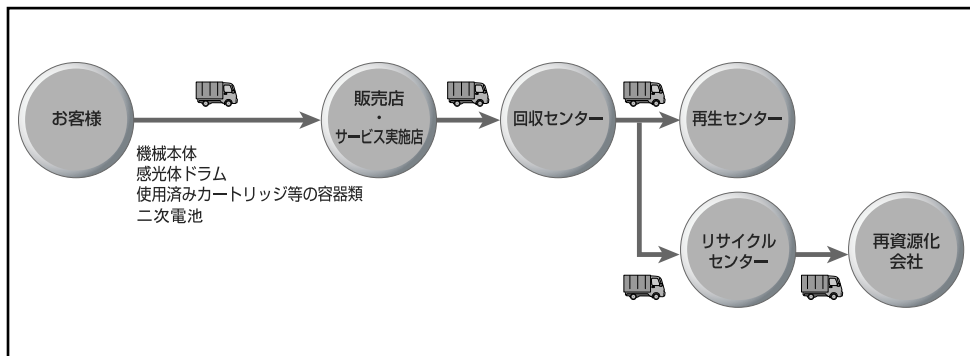 お客様
機械本体
感光体ドラム
使用済みカートリッジ等の容器類
二次電池
販売店
・
サービス実施店
回収センター
再生センター
リサイクル
センター
再資源化
会社